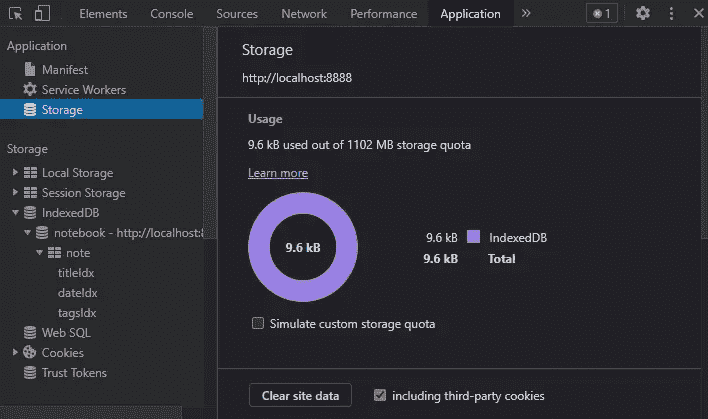 Elements Console Sources Network Performance Application » 1
Application
Manifest
Service Workers
Storage
Storage
Local Storage
Session Storage
IndexedDB
notebook - http://localhost:8
note
titleIdx
dateIdx
tagsIdx
Web SQL
Cookies
Trust Tokens
Storage
http://localhost:8888
Usage
9.6 kB used out of 1102 MB storage quota
Learn more
9.6 kB
9.6 kB IndexedDB
9.6 kB Total
Simulate custom storage quota
Clear site data including third-party cookies